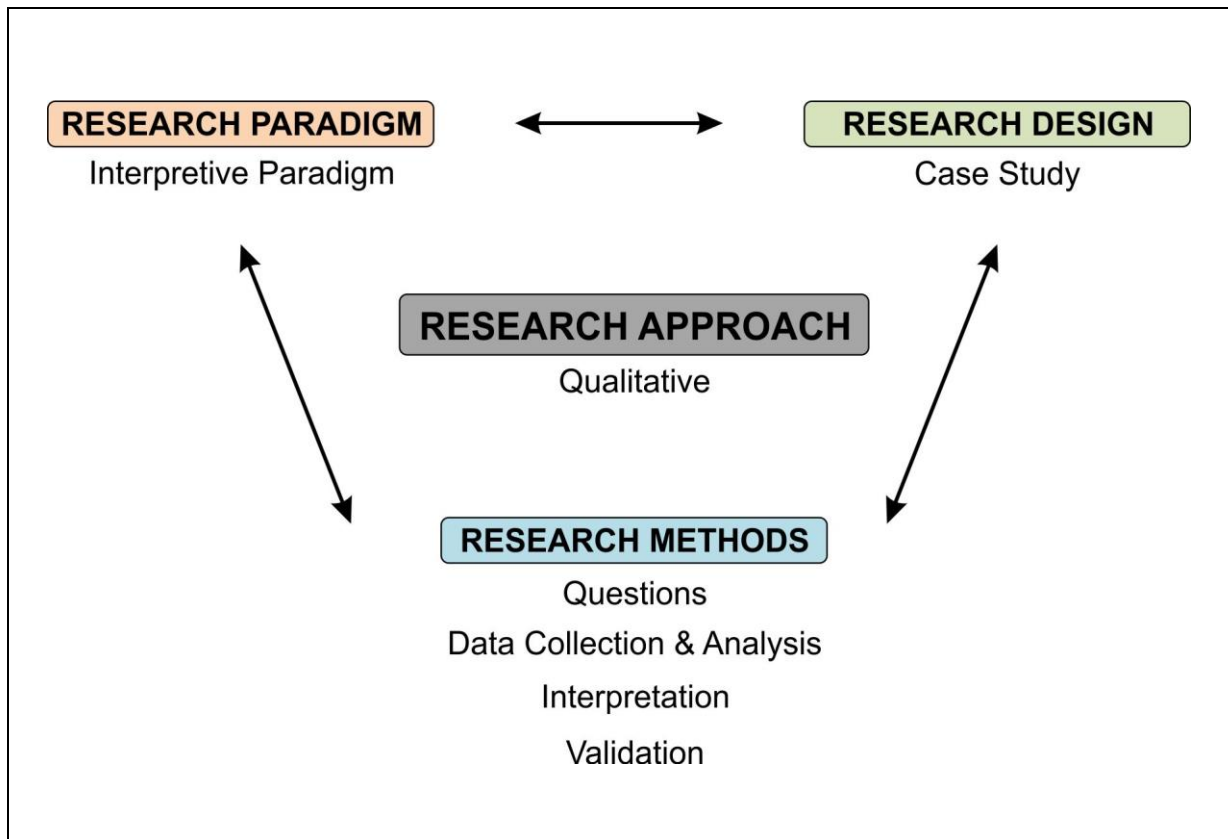 RESEARCH PARADIGM
Interpretive Paradigm
RESEARCH DESIGN
Case Study
RESEARCH APPROACH
Qualitative
RESEARCH METHODS
Questions
Data Collection & Analysis
Interpretation
Validation